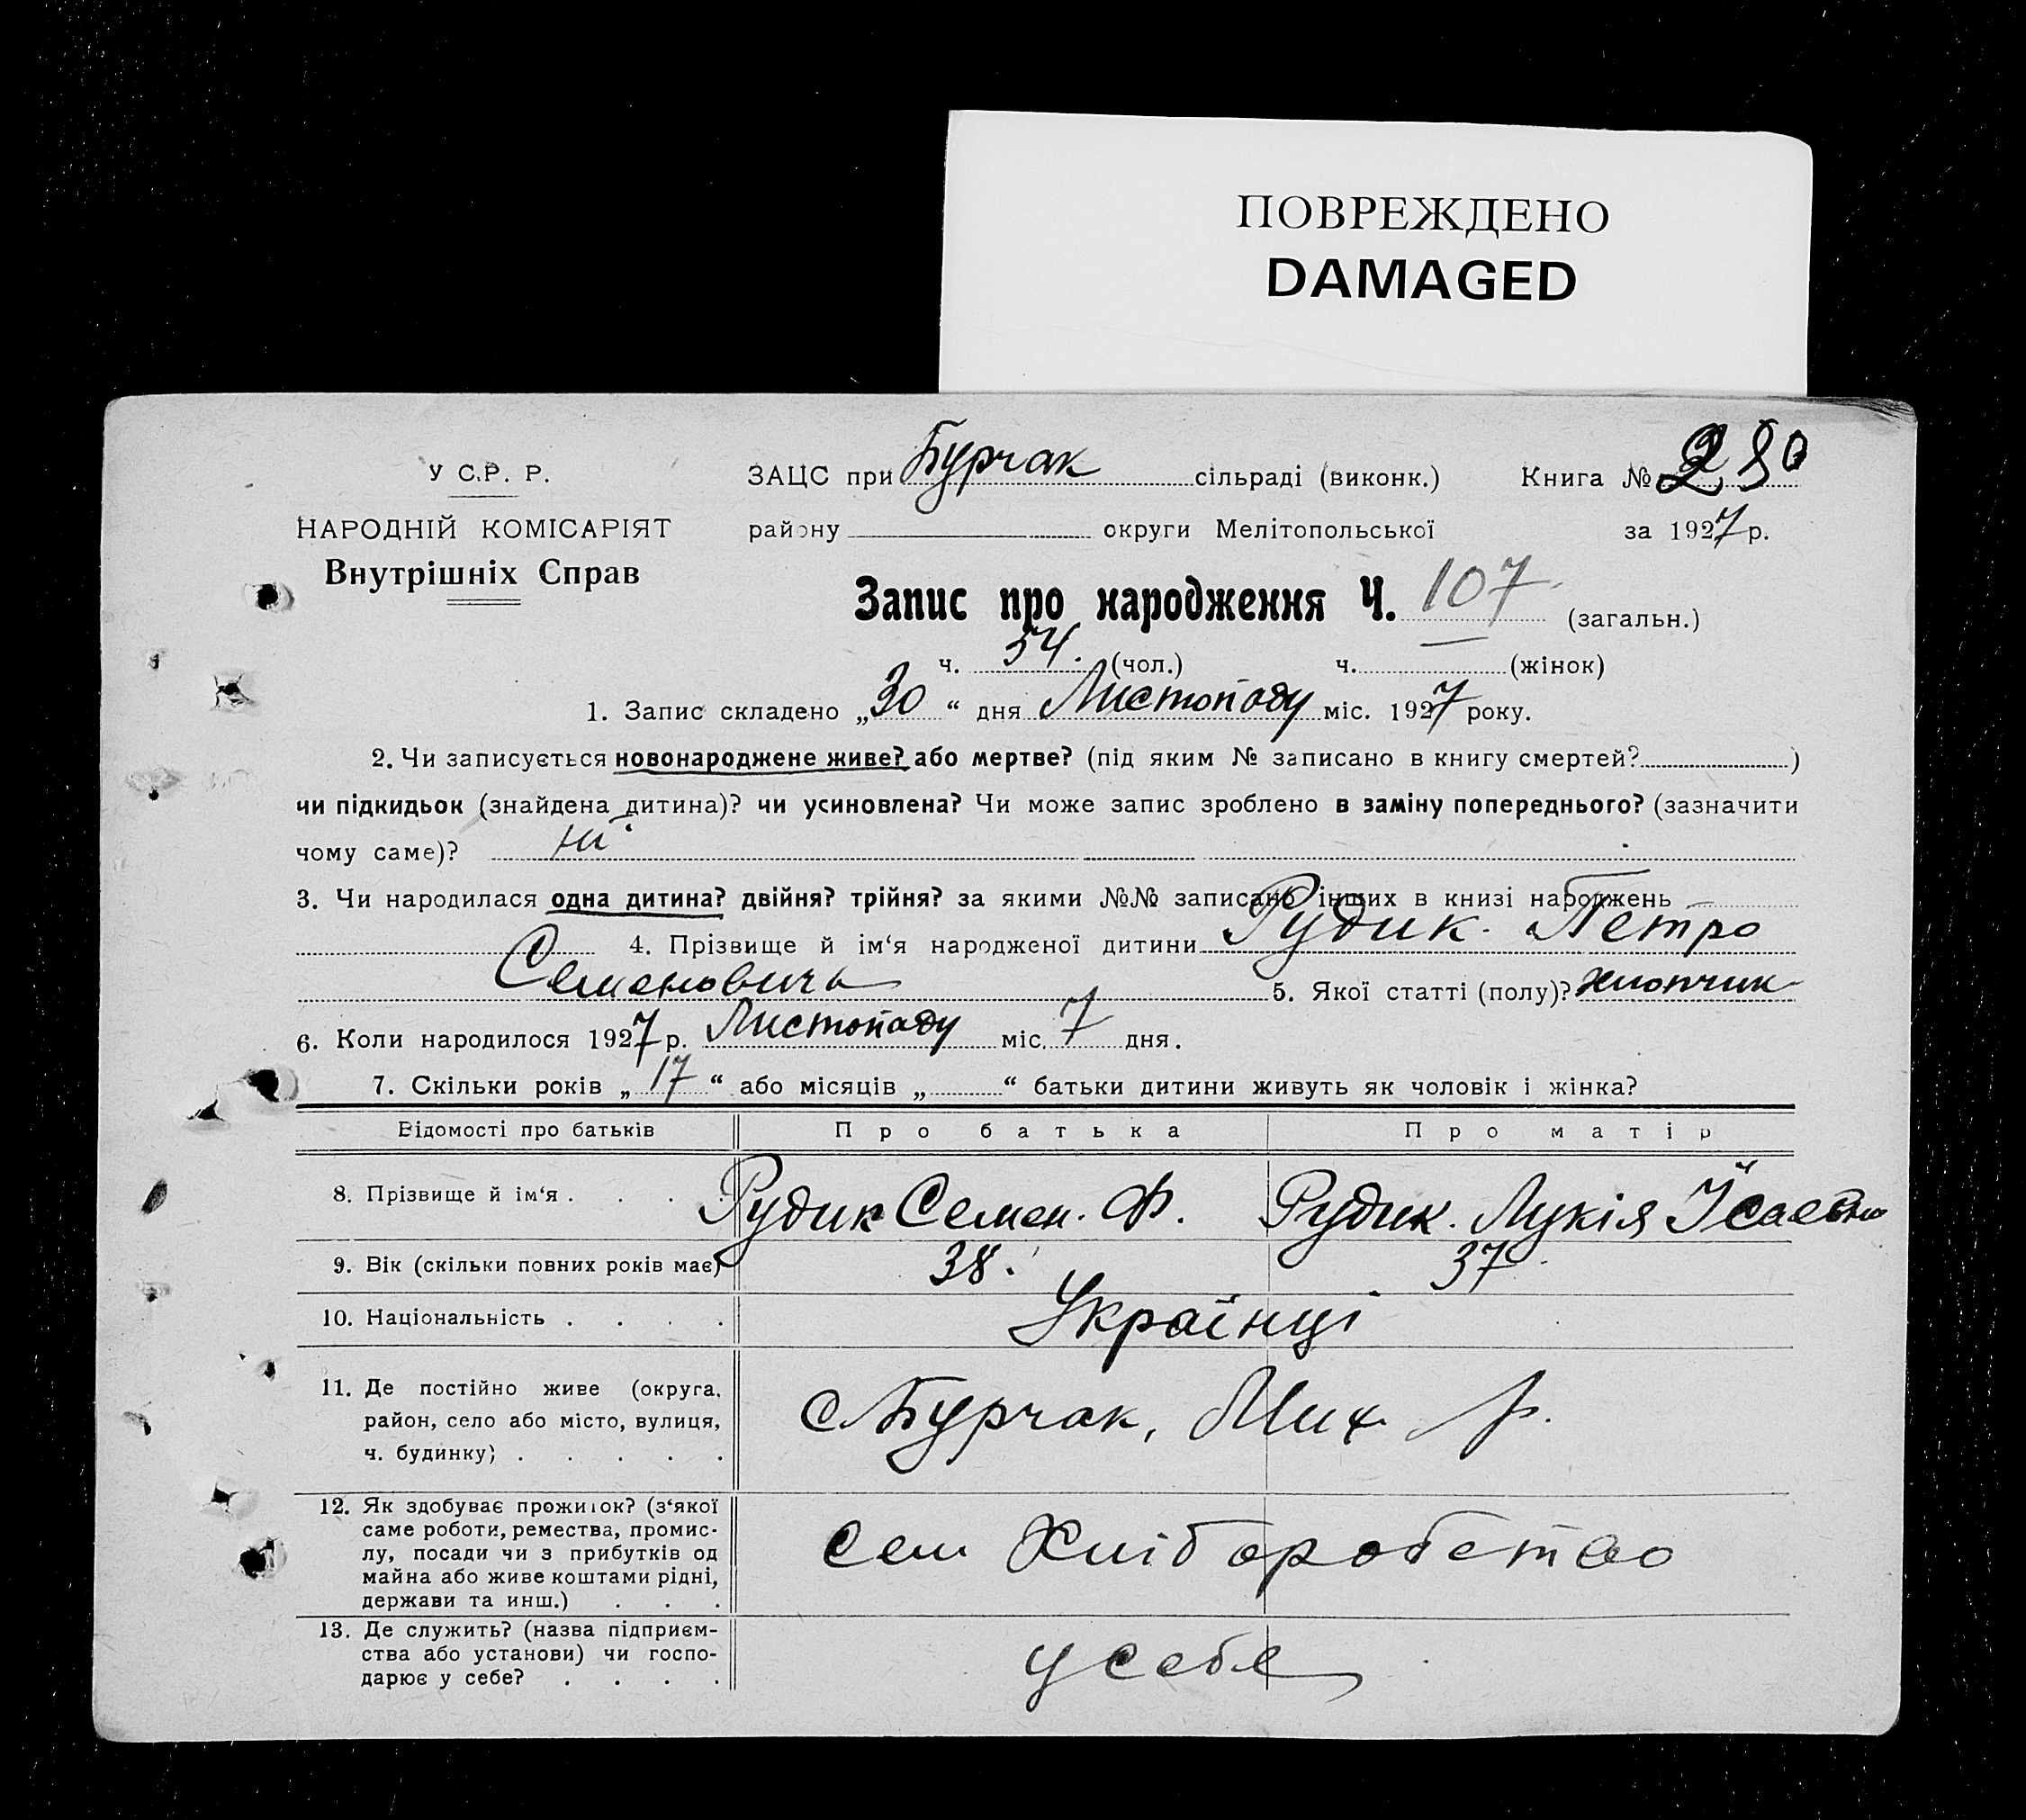 ПОВРЕЖДЕНО
DAMAGED
У С.Р. Р.
НАРОДНІЙ КОМІСАРІЯТ
Внутрішніх Справ
ЗАЦС при Бурчак сільраді (виконк.) Книга № 280
району округи Мелітопольської за 1927 р.
Запис про народження Ч. 107 (загальн.)
ч. 54. (чол.) ч. — (жінок)
1. Запис складено „30“ дня Листопаду міс. 1927 року.
2. Чи записується новонароджене живе? або мертве? (під яким № записано в книгу смертей? )
чи підкидьок (знайдена дитина)? чи усиновлена? Чи може запис зроблено в заміну попереднього? (зазначити
чому саме)? ні
3. Чи народилася одна дитина? двійня? трійня? за якими №№ записано інщих в книзі народжень
4. Прізвище й ім‘я народженої дитини Рудик. Петро
Семеновичь 5. Якої статті (полу)? хлопчик
6. Коли народилося 1927 р. Листопаду міс. 7 дня.
7. Скільки років „17“ або місяців „ “ батьки дитини живуть як чоловік і жінка?
Відомості про батьків Про батька Про матір
8. Прізвище й ім‘я . . . . Рудик Семен. Ф. Рудик. Лукія Ісаевна
9. Вік (скільки повних років має) 38. 37.
10. Національність . . . . Українці
11. Де постійно живе (округа,
район, село або місто, вулиця,
ч. будинку) . . . . .
с Бурчак, Мих. р.
12. Як здобуває прожиток? (з‘якої
саме роботи, ремества, промис-
лу, посади чи з прибутків од
майна або живе коштами рідні,
держави та инш.) . . .
сел Хліборобство
13. Де служить? (назва підприєм-
ства або установи) чи госпо-
дарює у себе? . . . .
у себе